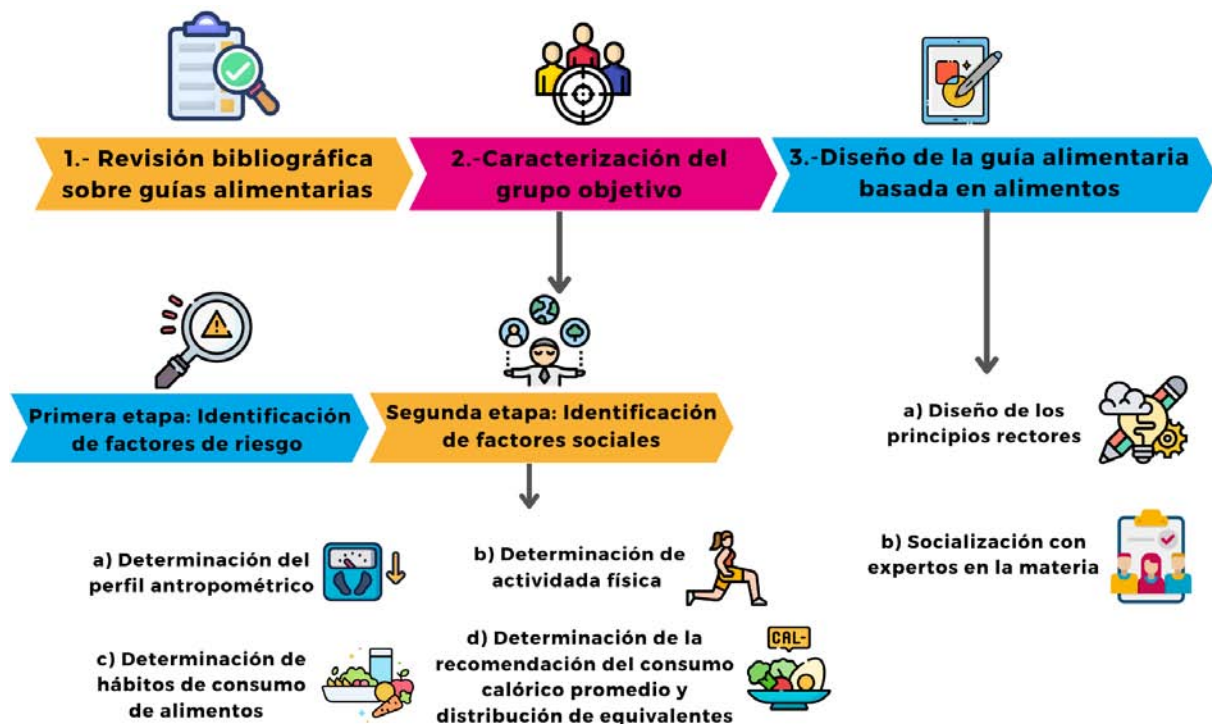 1.- Revisión bibliográfica
sobre guías alimentarias
2.-Caracterización del
grupo objetivo
3.-Diseño de la guía alimentaria
basada en alimentos
Primera etapa: Identificación
de factores de riesgo
Segunda etapa: Identificación
de factores sociales
a) Diseño de los
principios rectores
b) Socialización con
expertos en la materia
a) Determinación del
perfil antropométrico
b) Determinación de
actividada física
c) Determinación de
hábitos de consumo
de alimentos
d) Determinación de la
recomendación del consumo
calórico promedio y
distribución de equivalentes
CAL-